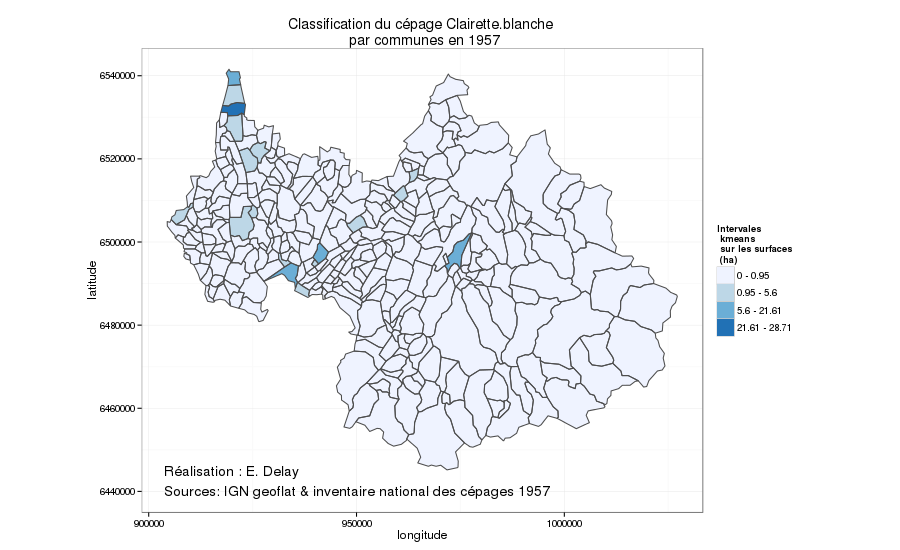 Classification du cépage Clairette.blanche
par communes en 1957
6540000
6520000
6500000
6480000
6460000
6440000
latitude
900000
950000
1000000
longitude
Réalisation : E. Delay
Sources: IGN geoflat & inventaire national des cépages 1957
Intervales
kmeans
sur les surfaces
(ha)
0 - 0.95
0.95 - 5.6
5.6 - 21.61
21.61 - 28.71